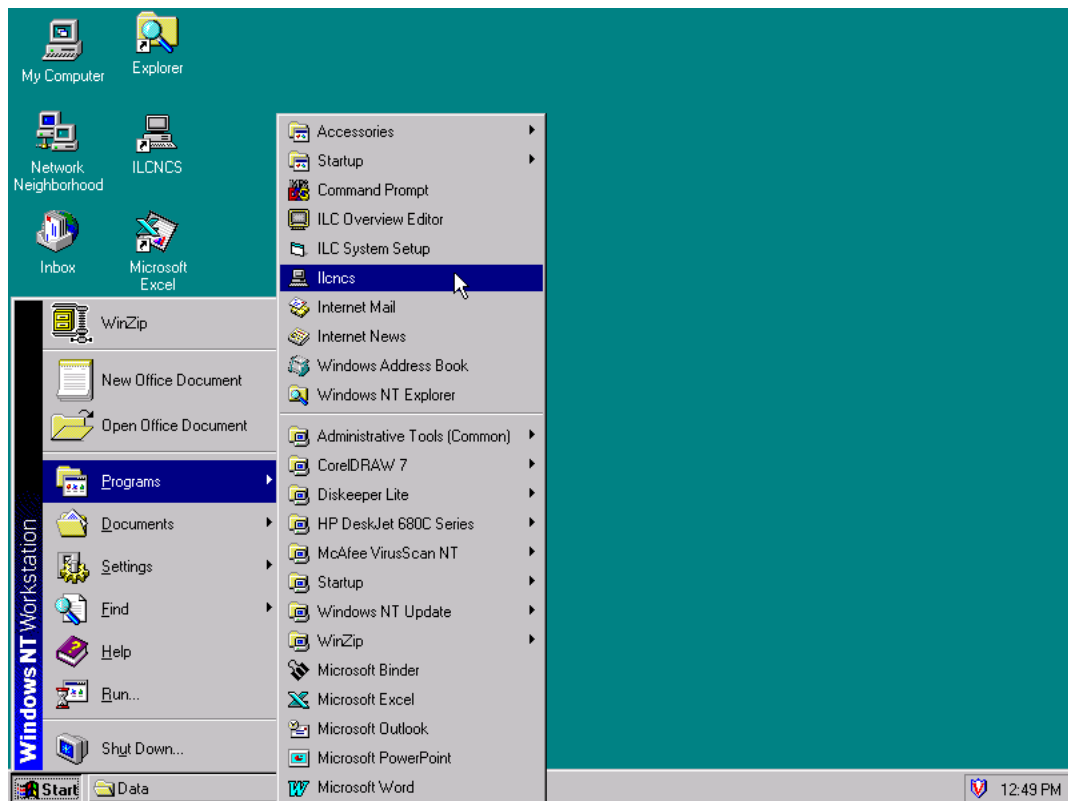 My Computer
Explorer
Network
Neighborhood
ILCNCS
Inbox
Microsoft
Excel
WinZip
New Office Document
Open Office Document
Programs
Documents
Settings
Find
Help
Run...
Shut Down...
Windows NT Workstation
Accessories
Startup
Command Prompt
ILC Overview Editor
ILC System Setup
Ilcncs
Internet Mail
Internet News
Windows Address Book
Windows NT Explorer
Administrative Tools (Common)
CorelDRAW 7
Diskeeper Lite
HP DeskJet 680C Series
McAfee VirusScan NT
Startup
Windows NT Update
WinZip
Microsoft Binder
Microsoft Excel
Microsoft Outlook
Microsoft PowerPoint
Microsoft Word
Start
Data
12:49 PM